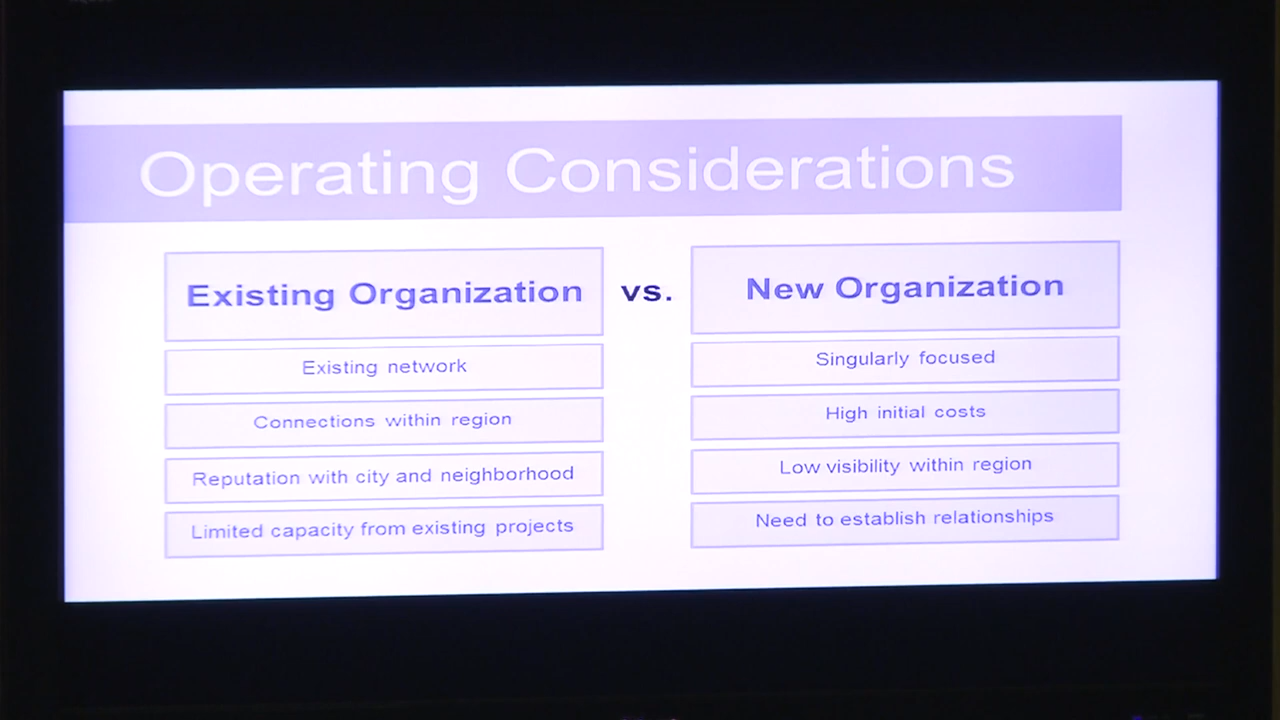 Operating Considerations
Existing Organization
vs.
New Organization
Existing network
Singularly focused
Connections within region
High initial costs
Reputation with city and neighborhood
Low visibility within region
Limited capacity from existing projects
Need to establish relationships